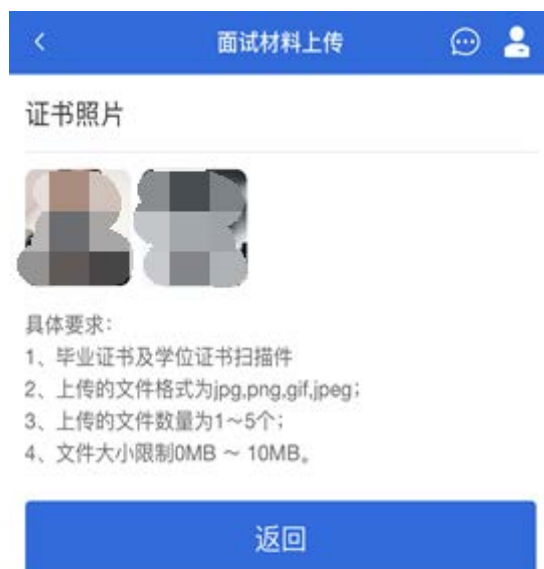 面试材料上传
证书照片
具体要求:
1、毕业证书及学位证书扫描件
2、上传的文件格式为jpg,png,gif,jpeg;
3、上传的文件数量为1～5个;
4、文件大小限制0MB ～ 10MB。
返回